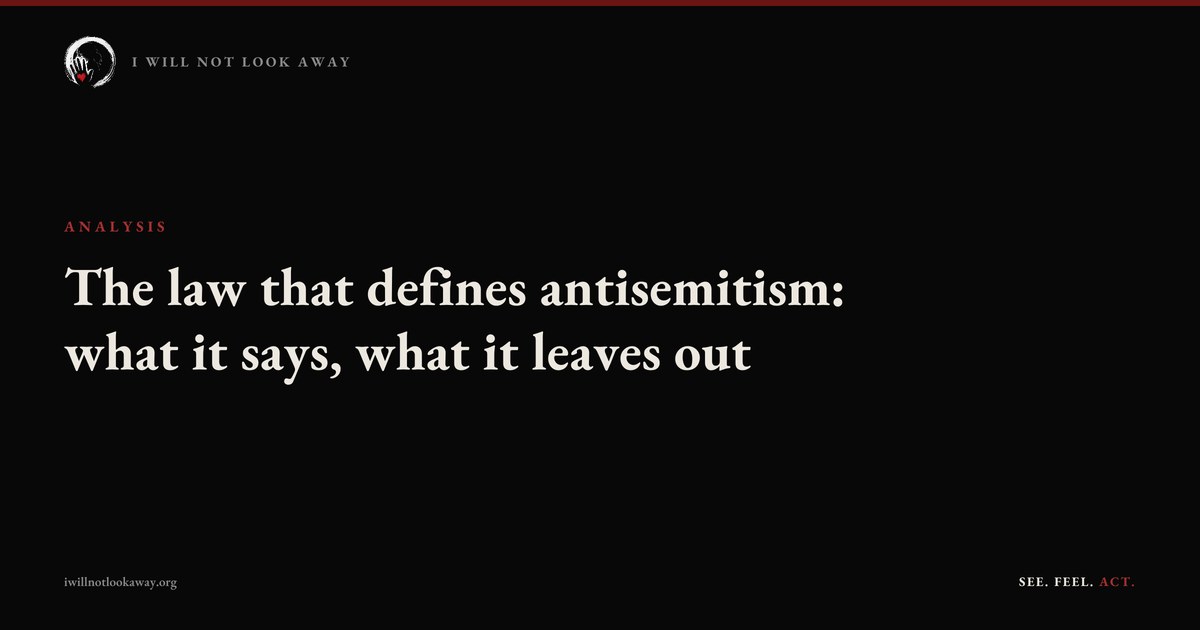 I WILL NOT LOOK AWAY
ANALYSIS
The law that defines antisemitism:
what it says, what it leaves out
iwillnotlookaway.org
SEE. FEEL. ACT.